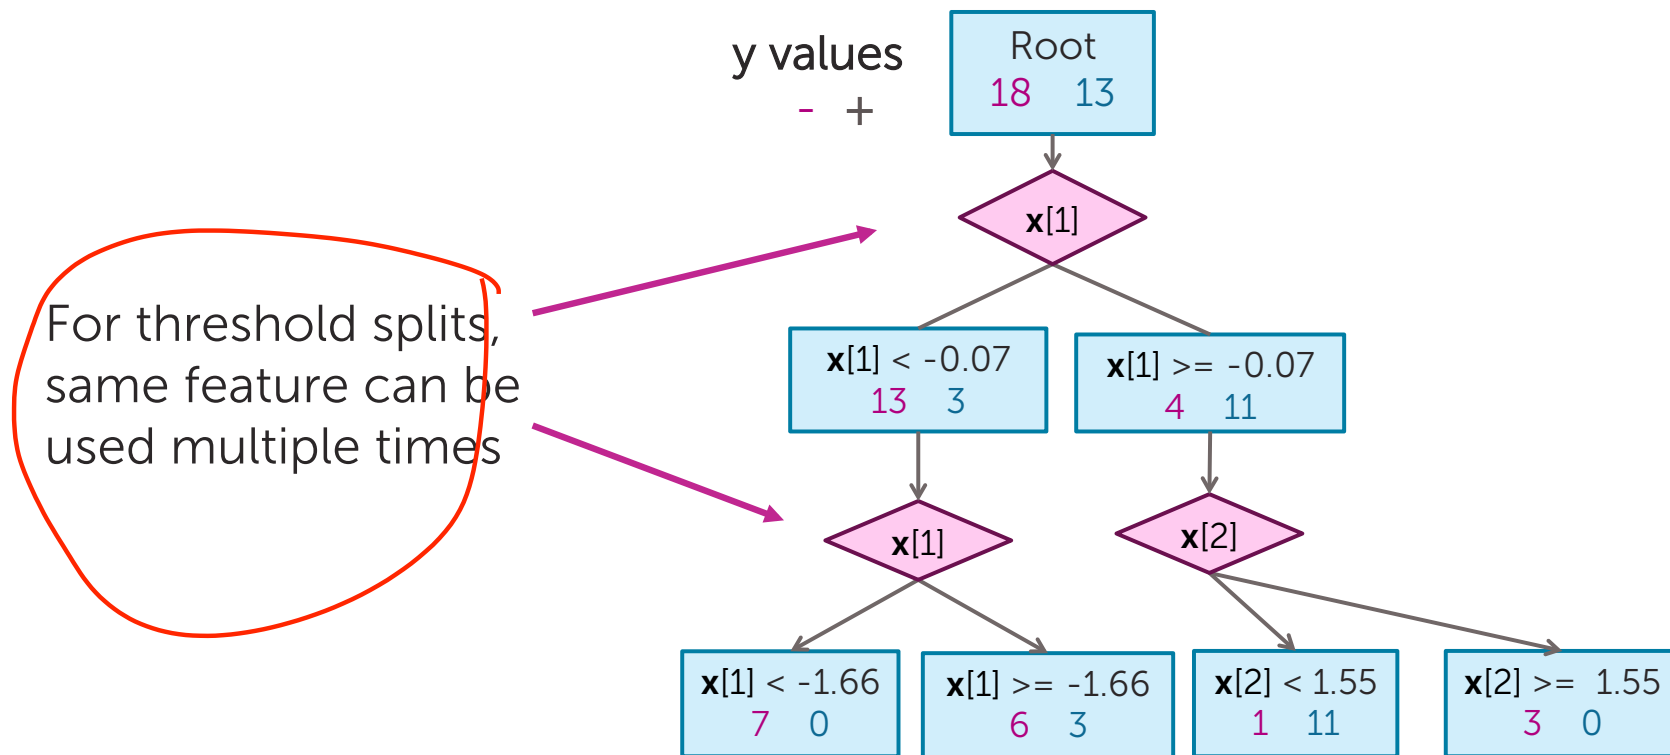 y values
- +
Root
18 13
x[1]
For threshold splits,
same feature can be
used multiple times
x[1] < -0.07
13 3
x[1] >= -0.07
4 11
x[1]
x[2]
x[1] < -1.66
7 0
x[1] >= -1.66
6 3
x[2] < 1.55
1 11
x[2] >= 1.55
3 0